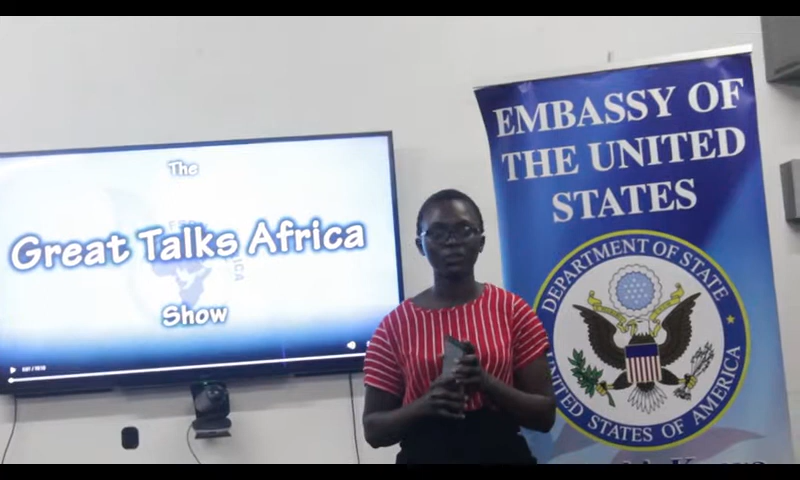 The
Great Talks Africa
Show
EMBASSY OF
THE UNITED
STATES
DEPARTMENT OF STATE
UNITED STATES OF AMERICA